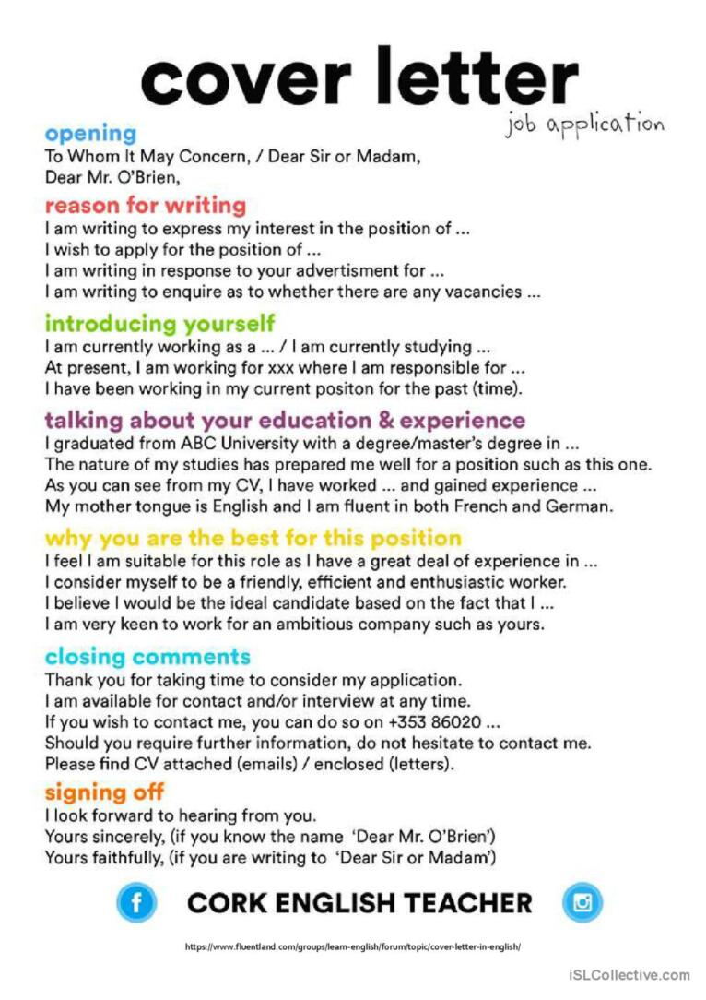 cover letter
job application
opening
To Whom It May Concern, / Dear Sir or Madam,
Dear Mr. O'Brien,
reason for writing
I am writing to express my interest in the position of ...
I wish to apply for the position of ...
I am writing in response to your advertisment for ...
I am writing to enquire as to whether there are any vacancies ...
introducing yourself
I am currently working as a ... / I am currently studying ...
At present, I am working for xxx where I am responsible for ...
I have been working in my current positon for the past (time).
talking about your education & experience
I graduated from ABC University with a degree/master's degree in ...
The nature of my studies has prepared me well for a position such as this one.
As you can see from my CV, I have worked ... and gained experience ...
My mother tongue is English and I am fluent in both French and German.
why you are the best for this position
I feel I am suitable for this role as I have a great deal of experience in ...
I consider myself to be a friendly, efficient and enthusiastic worker.
I believe I would be the ideal candidate based on the fact that I ...
I am very keen to work for an ambitious company such as yours.
closing comments
Thank you for taking time to consider my application.
I am available for contact and/or interview at any time.
If you wish to contact me, you can do so on +353 86020 ...
Should you require further information, do not hesitate to contact me.
Please find CV attached (emails) / enclosed (letters).
signing off
I look forward to hearing from you.
Yours sincerely, (if you know the name 'Dear Mr. O'Brien')
Yours faithfully, (if you are writing to 'Dear Sir or Madam')
f CORK ENGLISH TEACHER
https://www.fluentland.com/groups/learn-english/forum/topic/cover-letter-in-english/
iSLCollective.com